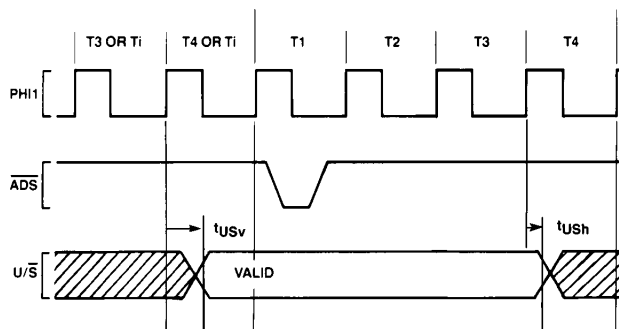 T3 OR Ti T4 OR Ti T1 T2 T3 T4
PHI1
ADS
tUSv tUSh
U/S VALID